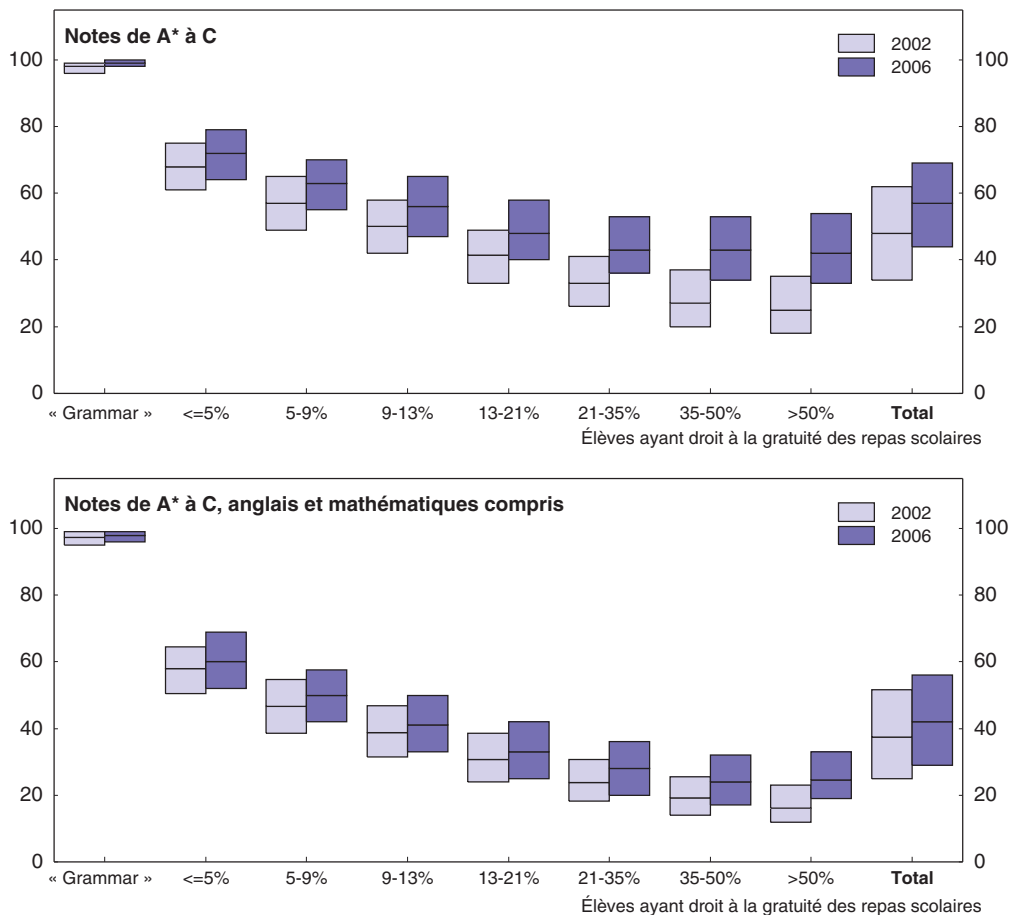 Notes de A* à C
2002
2006
100 100
80 80
60 60
40 40
20 20
0 0
« Grammar » <=5% 5-9% 9-13% 13-21% 21-35% 35-50% >50% Total
Élèves ayant droit à la gratuité des repas scolaires
Notes de A* à C, anglais et mathématiques compris
2002
2006
100 100
80 80
60 60
40 40
20 20
0 0
« Grammar » <=5% 5-9% 9-13% 13-21% 21-35% 35-50% >50% Total
Élèves ayant droit à la gratuité des repas scolaires